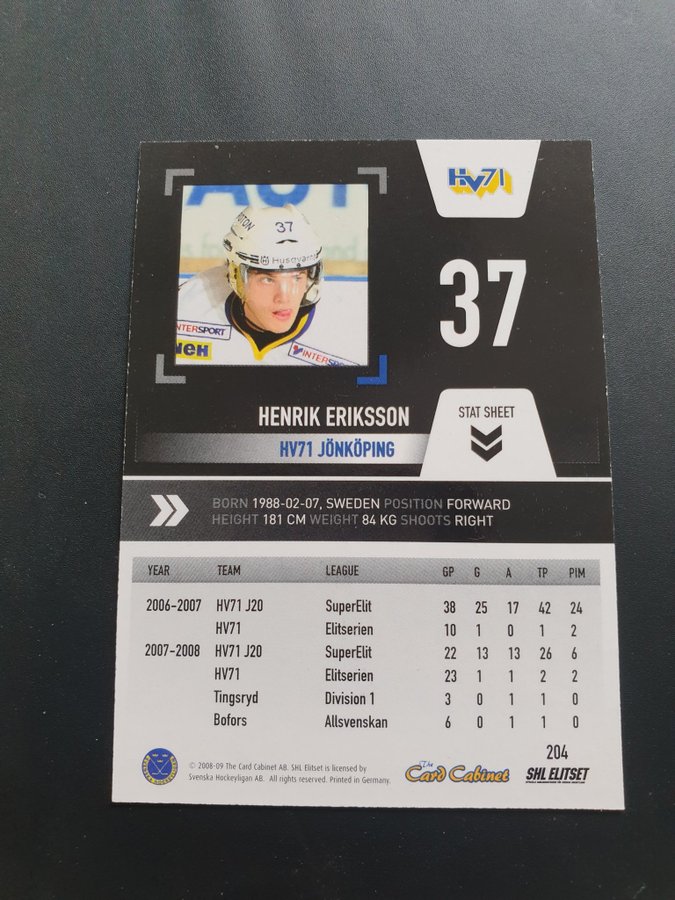 HV71
37
37
Husqvarna
INTERSPORT
INTERSPO
HENRIK ERIKSSON
STAT SHEET
HV71 JÖNKÖPING
BORN 1988-02-07, SWEDEN POSITION FORWARD
HEIGHT 181 CM WEIGHT 84 KG SHOOTS RIGHT
YEAR TEAM LEAGUE GP G A TP PIM
2006-2007 HV71 J20 SuperElit 38 25 17 42 24
HV71 Elitserien 10 1 0 1 2
2007-2008 HV71 J20 SuperElit 22 13 13 26 6
HV71 Elitserien 23 1 1 2 2
Tingsryd Division 1 3 0 1 1 0
Bofors Allsvenskan 6 0 1 1 0
204
© 2008-09 The Card Cabinet AB. SHL Elitset is licensed by
Svenska Hockeyligan AB. All rights reserved. Printed in Germany.
The Card Cabinet
SHL ELITSET